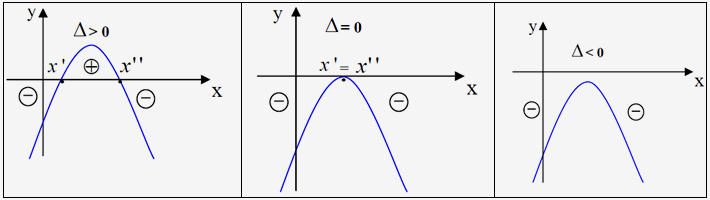 y
Δ > 0
x' x''
⊕
⊖ ⊖
x
y
Δ = 0
x' = x''
⊖ ⊖
x
y
Δ < 0
⊖ ⊖
x